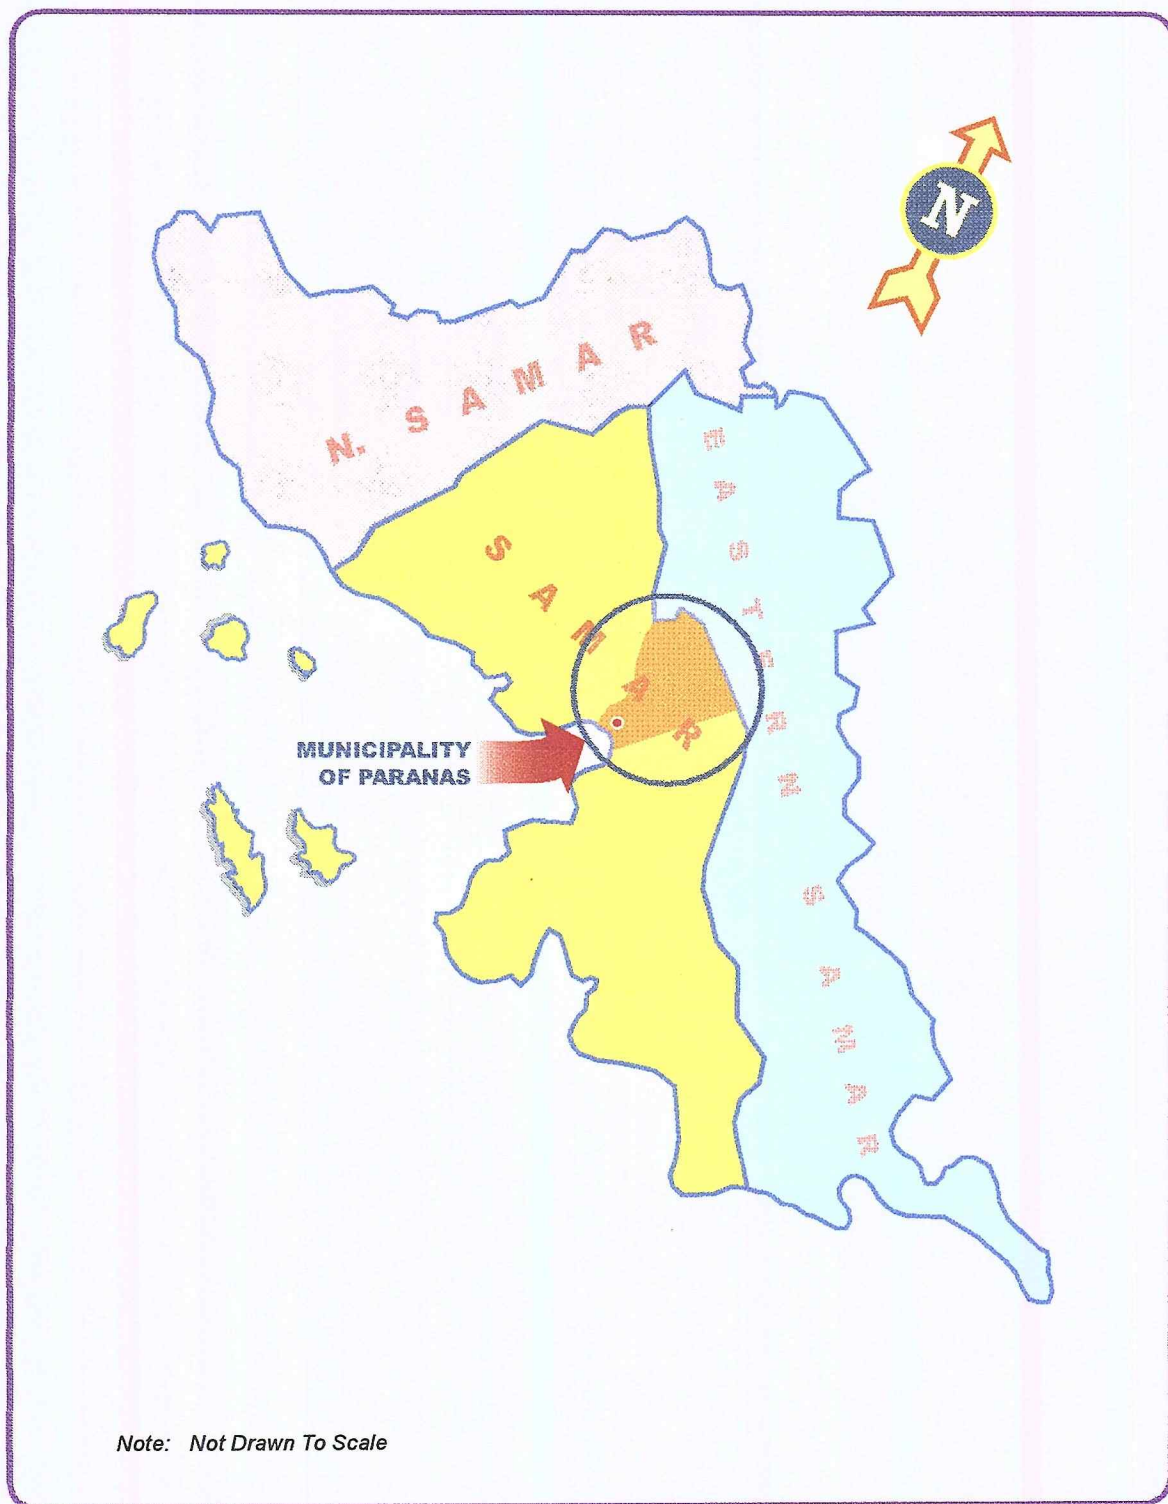 N
N. SAMAR
SAMAR
EASTERN SAMAR
MUNICIPALITY
OF PARANAS
Note: Not Drawn To Scale